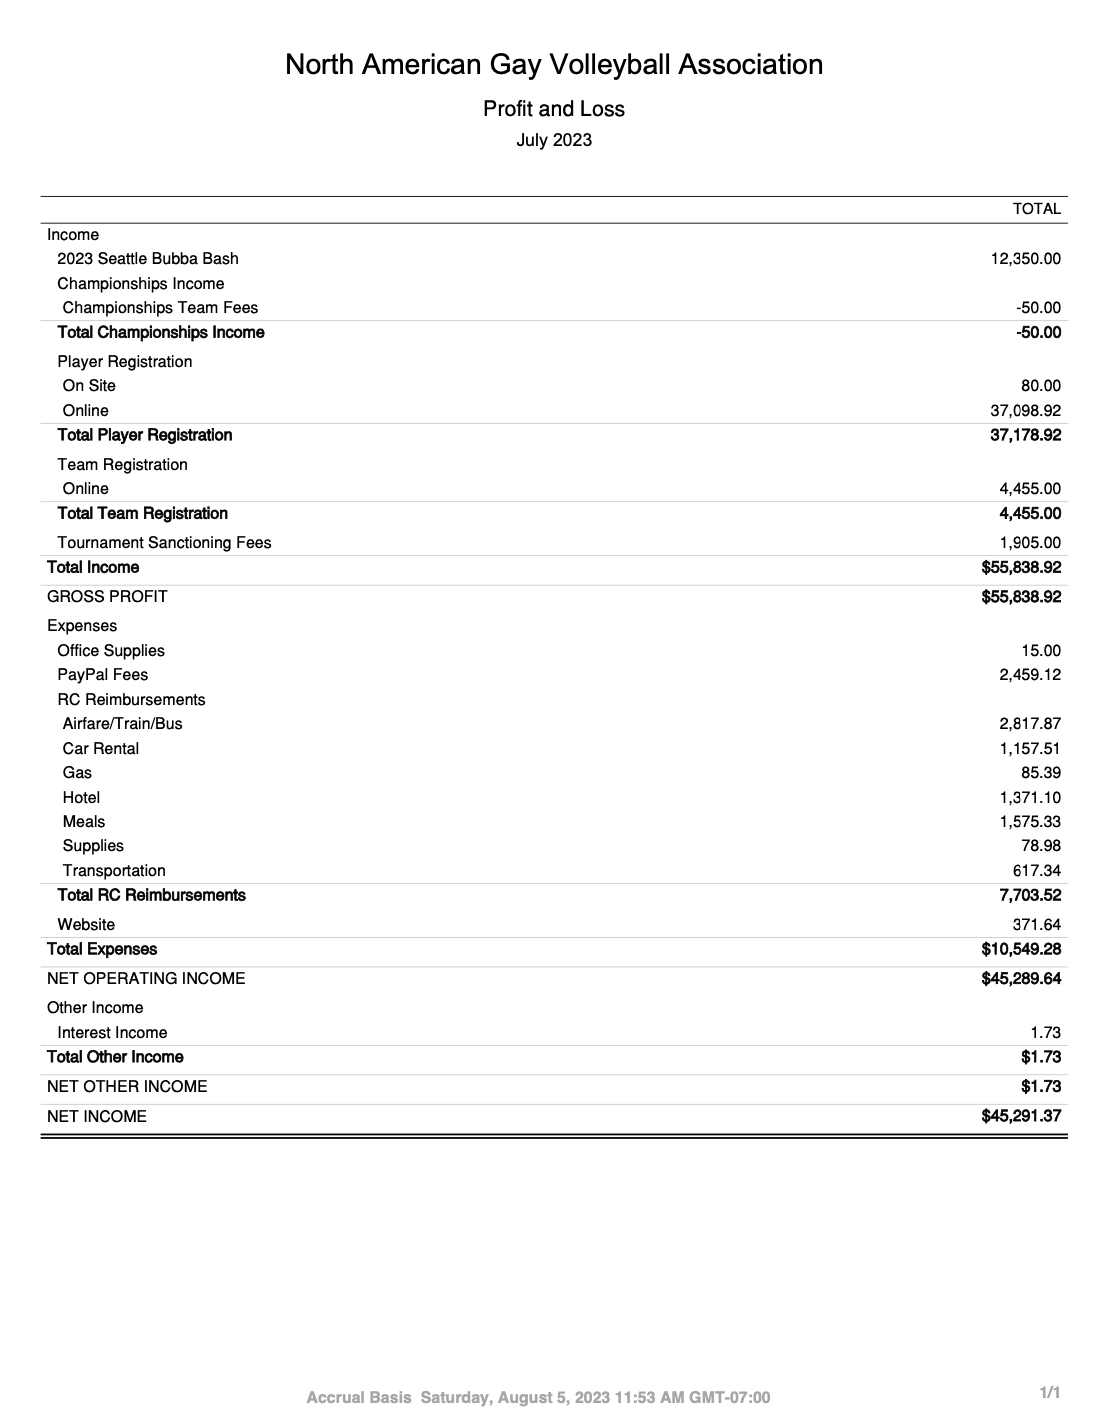 North American Gay Volleyball Association
Profit and Loss
July 2023
TOTAL
Income
2023 Seattle Bubba Bash 12,350.00
Championships Income
Championships Team Fees -50.00
Total Championships Income -50.00
Player Registration
On Site 80.00
Online 37,098.92
Total Player Registration 37,178.92
Team Registration
Online 4,455.00
Total Team Registration 4,455.00
Tournament Sanctioning Fees 1,905.00
Total Income $55,838.92
GROSS PROFIT $55,838.92
Expenses
Office Supplies 15.00
PayPal Fees 2,459.12
RC Reimbursements
Airfare/Train/Bus 2,817.87
Car Rental 1,157.51
Gas 85.39
Hotel 1,371.10
Meals 1,575.33
Supplies 78.98
Transportation 617.34
Total RC Reimbursements 7,703.52
Website 371.64
Total Expenses $10,549.28
NET OPERATING INCOME $45,289.64
Other Income
Interest Income 1.73
Total Other Income $1.73
NET OTHER INCOME $1.73
NET INCOME $45,291.37
Accrual Basis Saturday, August 5, 2023 11:53 AM GMT-07:00 1/1